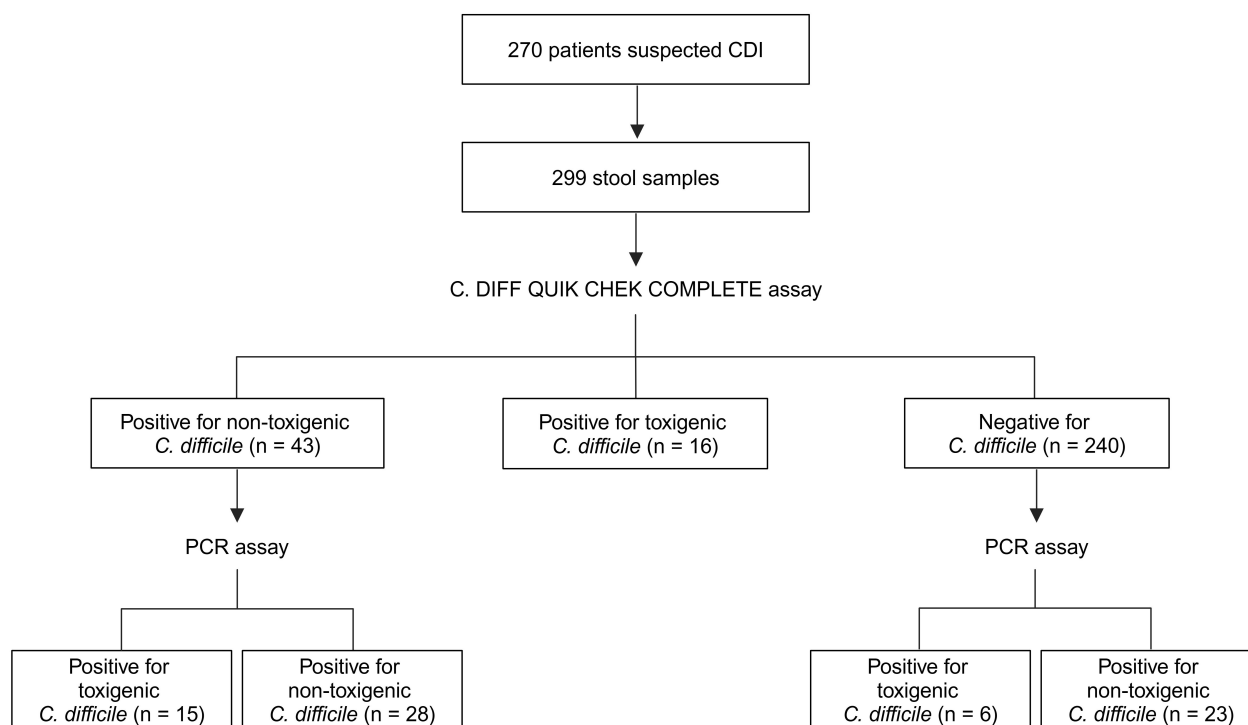 270 patients suspected CDI
299 stool samples
C. DIFF QUIK CHEK COMPLETE assay
Positive for non-toxigenic
C. difficile (n = 43)
Positive for toxigenic
C. difficile (n = 16)
Negative for
C. difficile (n = 240)
PCR assay
PCR assay
Positive for
toxigenic
C. difficile (n = 15)
Positive for
non-toxigenic
C. difficile (n = 28)
Positive for
toxigenic
C. difficile (n = 6)
Positive for
non-toxigenic
C. difficile (n = 23)